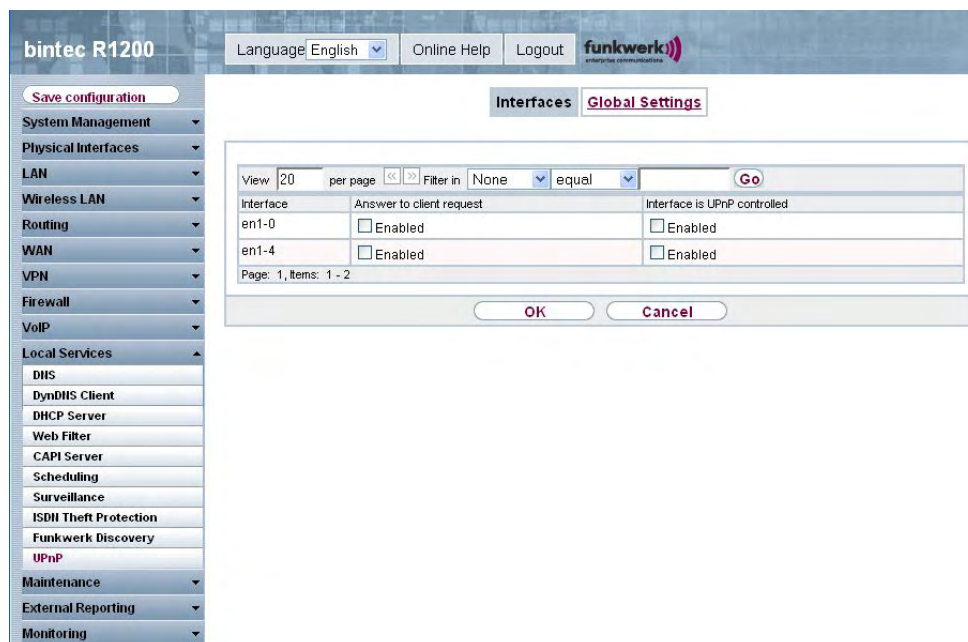 bintec R1200
Language English
Online Help
Logout
funkwerk
enterprise communications
Save configuration
System Management
Physical Interfaces
LAN
Wireless LAN
Routing
WAN
VPN
Firewall
VoIP
Local Services
DNS
DynDNS Client
DHCP Server
Web Filter
CAPI Server
Scheduling
Surveillance
ISDN Theft Protection
Funkwerk Discovery
UPnP
Maintenance
External Reporting
Monitoring
Interfaces Global Settings
View 20 per page << >> Filter in None equal Go
Interface Answer to client request Interface is UPnP controlled
en1-0 Enabled Enabled
en1-4 Enabled Enabled
Page: 1, Items: 1 - 2
OK Cancel